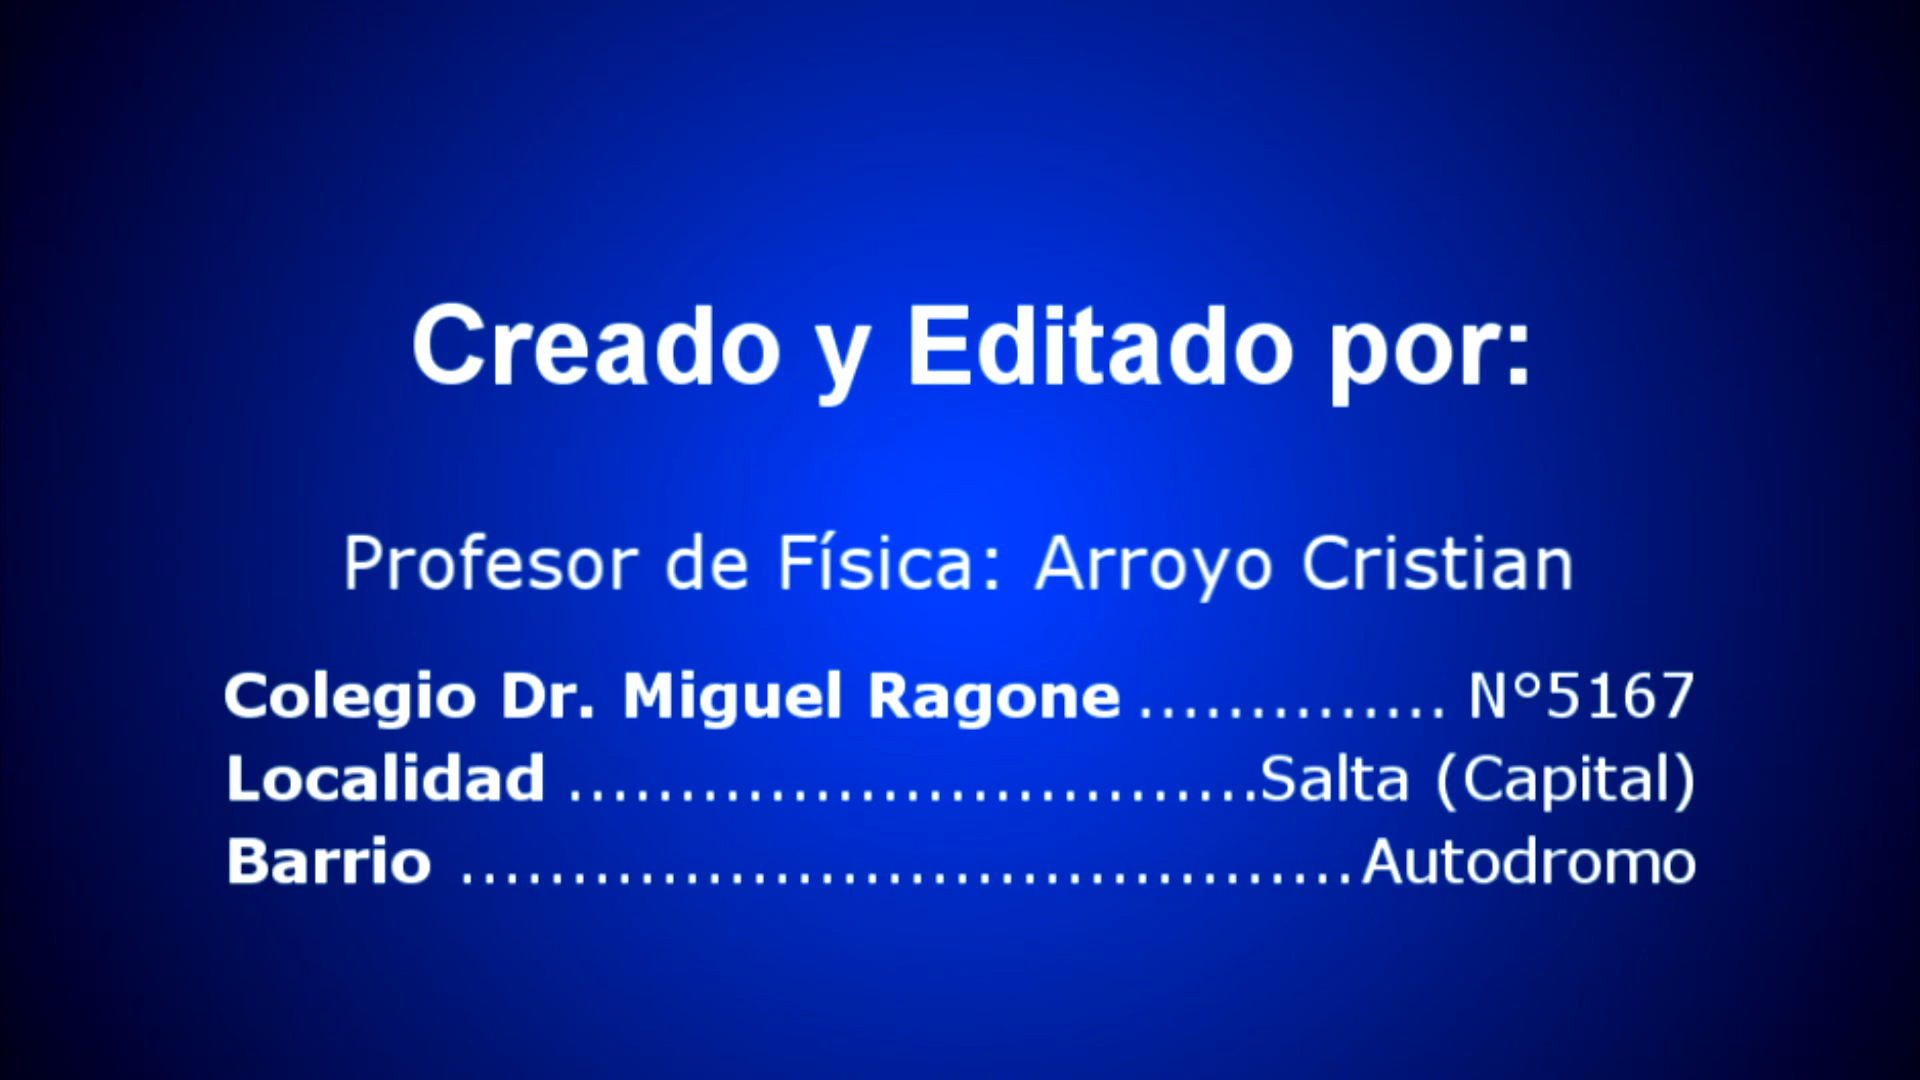 Creado y Editado por:
Profesor de Física: Arroyo Cristian
Colegio Dr. Miguel Ragone .............. N°5167
Localidad ...............................Salta (Capital)
Barrio ........................................Autodromo